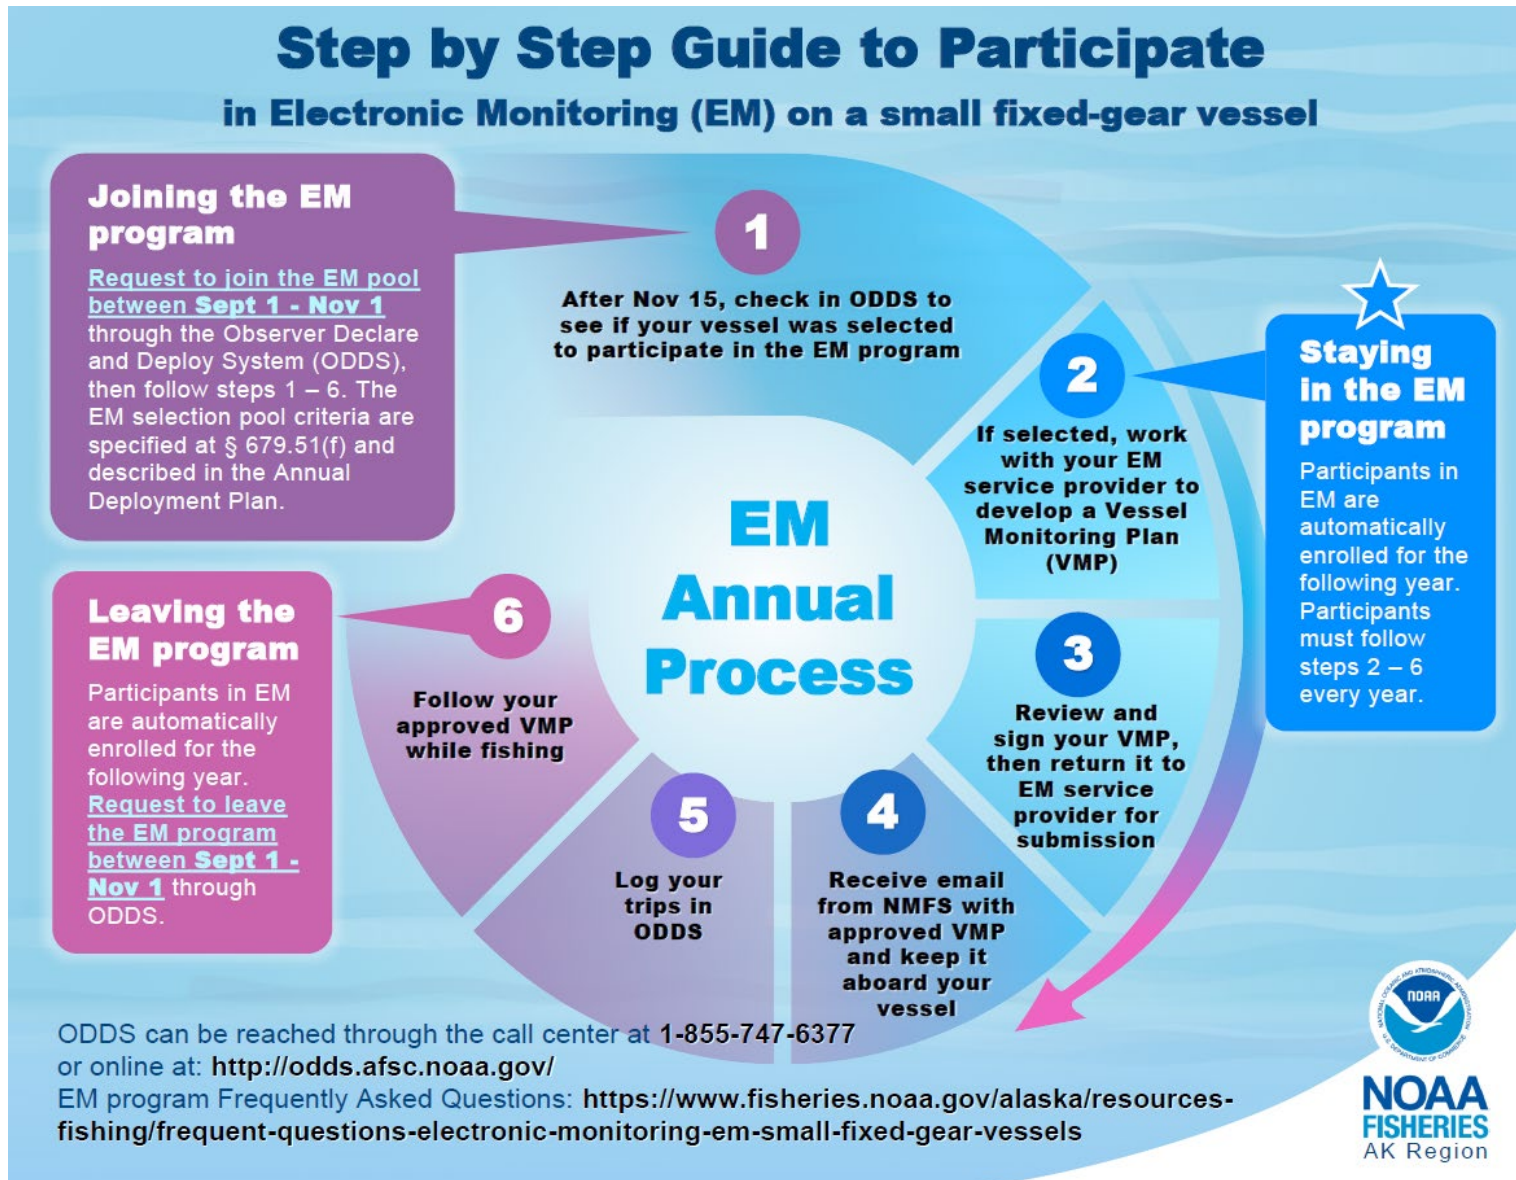 Step by Step Guide to Participate
in Electronic Monitoring (EM) on a small fixed-gear vessel
Joining the EM
program
Request to join the EM pool
between Sept 1 - Nov 1
through the Observer Declare
and Deploy System (ODDS),
then follow steps 1 – 6. The
EM selection pool criteria are
specified at § 679.51(f) and
described in the Annual
Deployment Plan.
1
After Nov 15, check in ODDS to
see if your vessel was selected
to participate in the EM program
2
If selected, work
with your EM
service provider to
develop a Vessel
Monitoring Plan
(VMP)
Staying
in the EM
program
Participants in
EM are
automatically
enrolled for the
following year.
Participants
must follow
steps 2 – 6
every year.
EM
Annual
Process
3
Review and
sign your VMP,
then return it to
EM service
provider for
submission
4
Receive email
from NMFS with
approved VMP
and keep it
aboard your
vessel
5
Log your
trips in
ODDS
6
Follow your
approved VMP
while fishing
Leaving the
EM program
Participants in EM
are automatically
enrolled for the
following year.
Request to leave
the EM program
between Sept 1 -
Nov 1 through
ODDS.
ODDS can be reached through the call center at 1-855-747-6377
or online at: http://odds.afsc.noaa.gov/
EM program Frequently Asked Questions: https://www.fisheries.noaa.gov/alaska/resources-
fishing/frequent-questions-electronic-monitoring-em-small-fixed-gear-vessels
NATIONAL OCEANIC AND ATMOSPHERIC ADMINISTRATION
NOAA
U.S. DEPARTMENT OF COMMERCE
NOAA
FISHERIES
AK Region